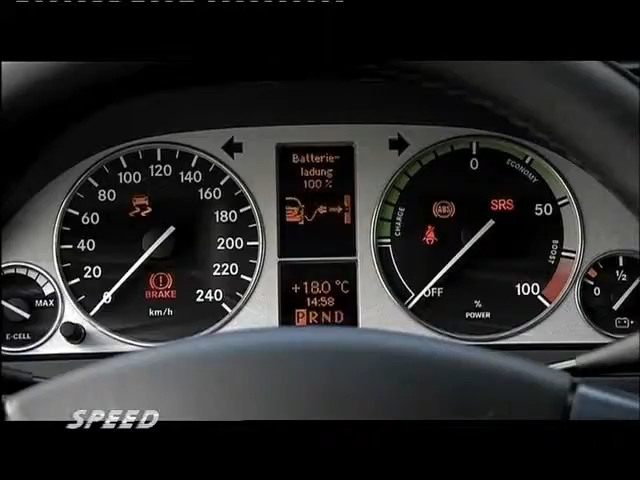 120
100
140
80
160
60
180
40
200
20
220
0
240
BRAKE
km/h
MAX
E-CELL
Batterie-
ladung
100 %
+18.0 °C
14:58
PRND
0
ECONOMY
50
BOOST
100
CHARGE
OFF
ABS
SRS
%
POWER
1/2
0
SPEED